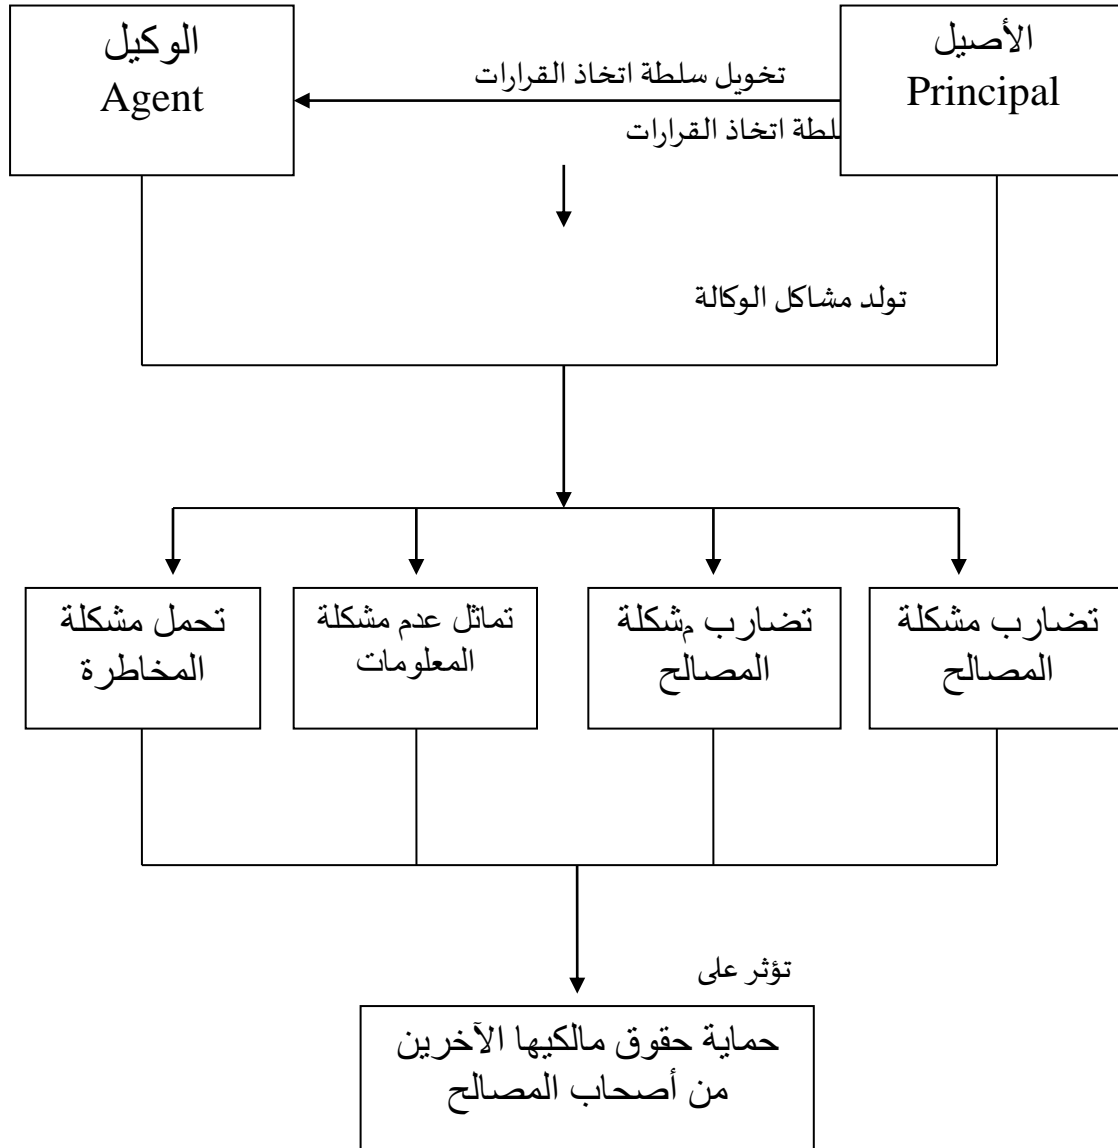 الأصيل
Principal
الوكيل
Agent
تخويل سلطة اتخاذ القرارات
لطة اتخاذ القرارات
تولد مشاكل الوكالة
تضارب مشكلة
المصالح
تضارب مشكلة
المصالح
تماثل عدم مشكلة
المعلومات
تحمل مشكلة
المخاطرة
تؤثر على
حماية حقوق مالكيها الآخرين
من أصحاب المصالح